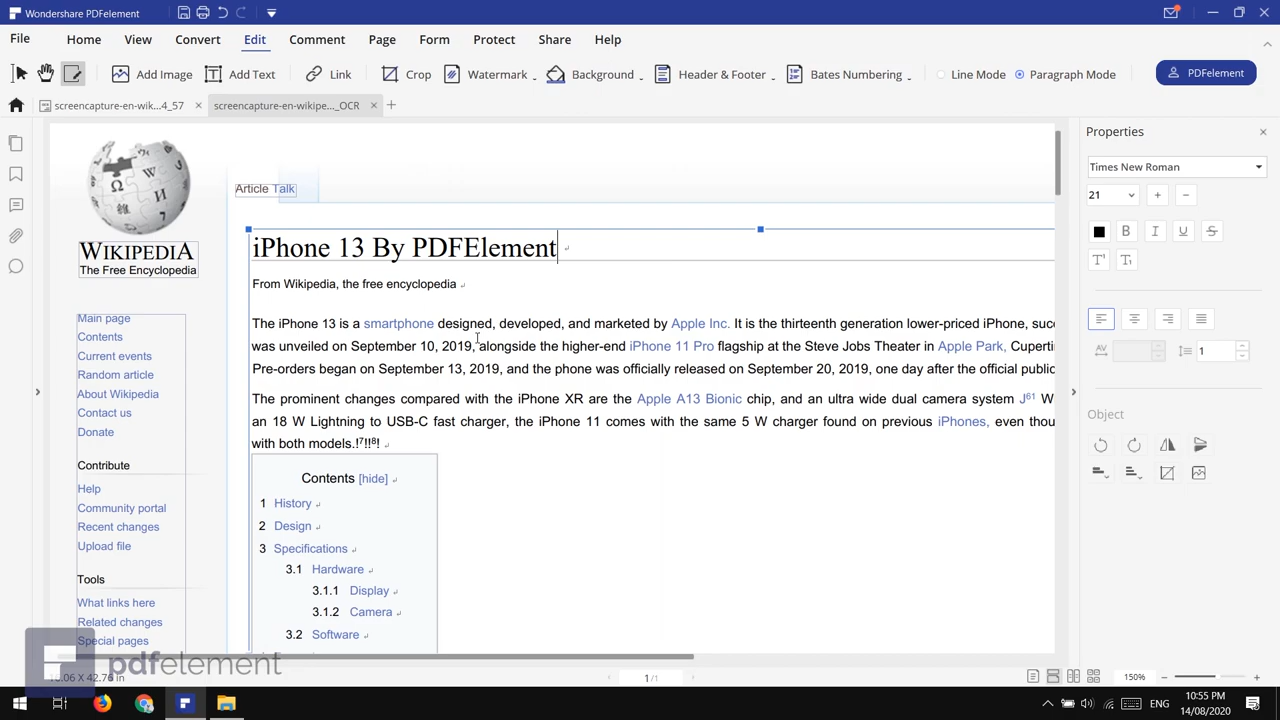 Wondershare PDFelement
File Home View Convert Edit Comment Page Form Protect Share Help
Add Image Add Text Link Crop Watermark Background Header & Footer Bates Numbering Line Mode Paragraph Mode PDFelement
screencapture-en-wik...4_57 × screencapture-en-wikipe..._OCR × +
Properties ×
Article Talk
Times New Roman
21 + −
B I U S
T¹ T₁
WIKIPEDIA
The Free Encyclopedia
iPhone 13 By PDFElement
From Wikipedia, the free encyclopedia
The iPhone 13 is a smartphone designed, developed, and marketed by Apple Inc. It is the thirteenth generation lower-priced iPhone, suc
was unveiled on September 10, 2019, alongside the higher-end iPhone 11 Pro flagship at the Steve Jobs Theater in Apple Park, Cuperti
Pre-orders began on September 13, 2019, and the phone was officially released on September 20, 2019, one day after the official public
The prominent changes compared with the iPhone XR are the Apple A13 Bionic chip, and an ultra wide dual camera system J⁶¹ W
an 18 W Lightning to USB-C fast charger, the iPhone 11 comes with the same 5 W charger found on previous iPhones, even thou
with both models.!⁷!!⁸!
AV 1
Object
Main page
Contents
Current events
Random article
About Wikipedia
Contact us
Donate
Contribute
Help
Community portal
Recent changes
Upload file
Tools
What links here
Related changes
Special pages
Contents [hide]
1 History
2 Design
3 Specifications
3.1 Hardware
3.1.1 Display
3.1.2 Camera
3.2 Software
pdfelement
.06 X 42.76 in
1/1
150% − +
ENG
10:55 PM
14/08/2020